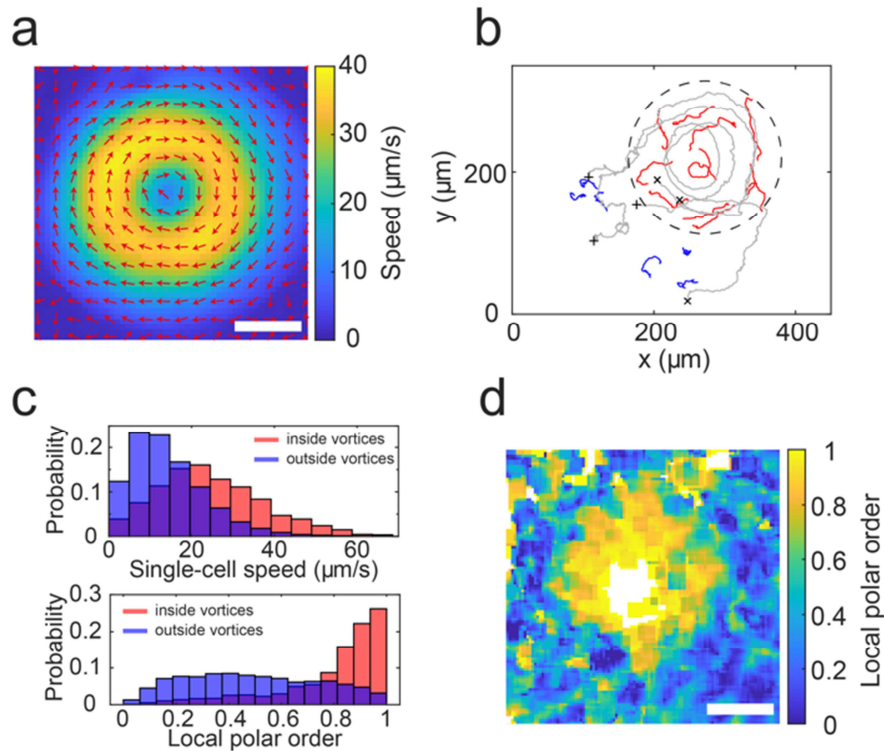 a
40
30
20
10
0
Speed (µm/s)
b
200
0
y (µm)
0
200
400
x (µm)
c
0.2
0.1
0
Probability
inside vortices
outside vortices
0
20
40
60
Single-cell speed (µm/s)
0.3
0.2
0.1
0
Probability
inside vortices
outside vortices
0
0.2
0.4
0.6
0.8
1
Local polar order
d
1
0.8
0.6
0.4
0.2
0
Local polar order